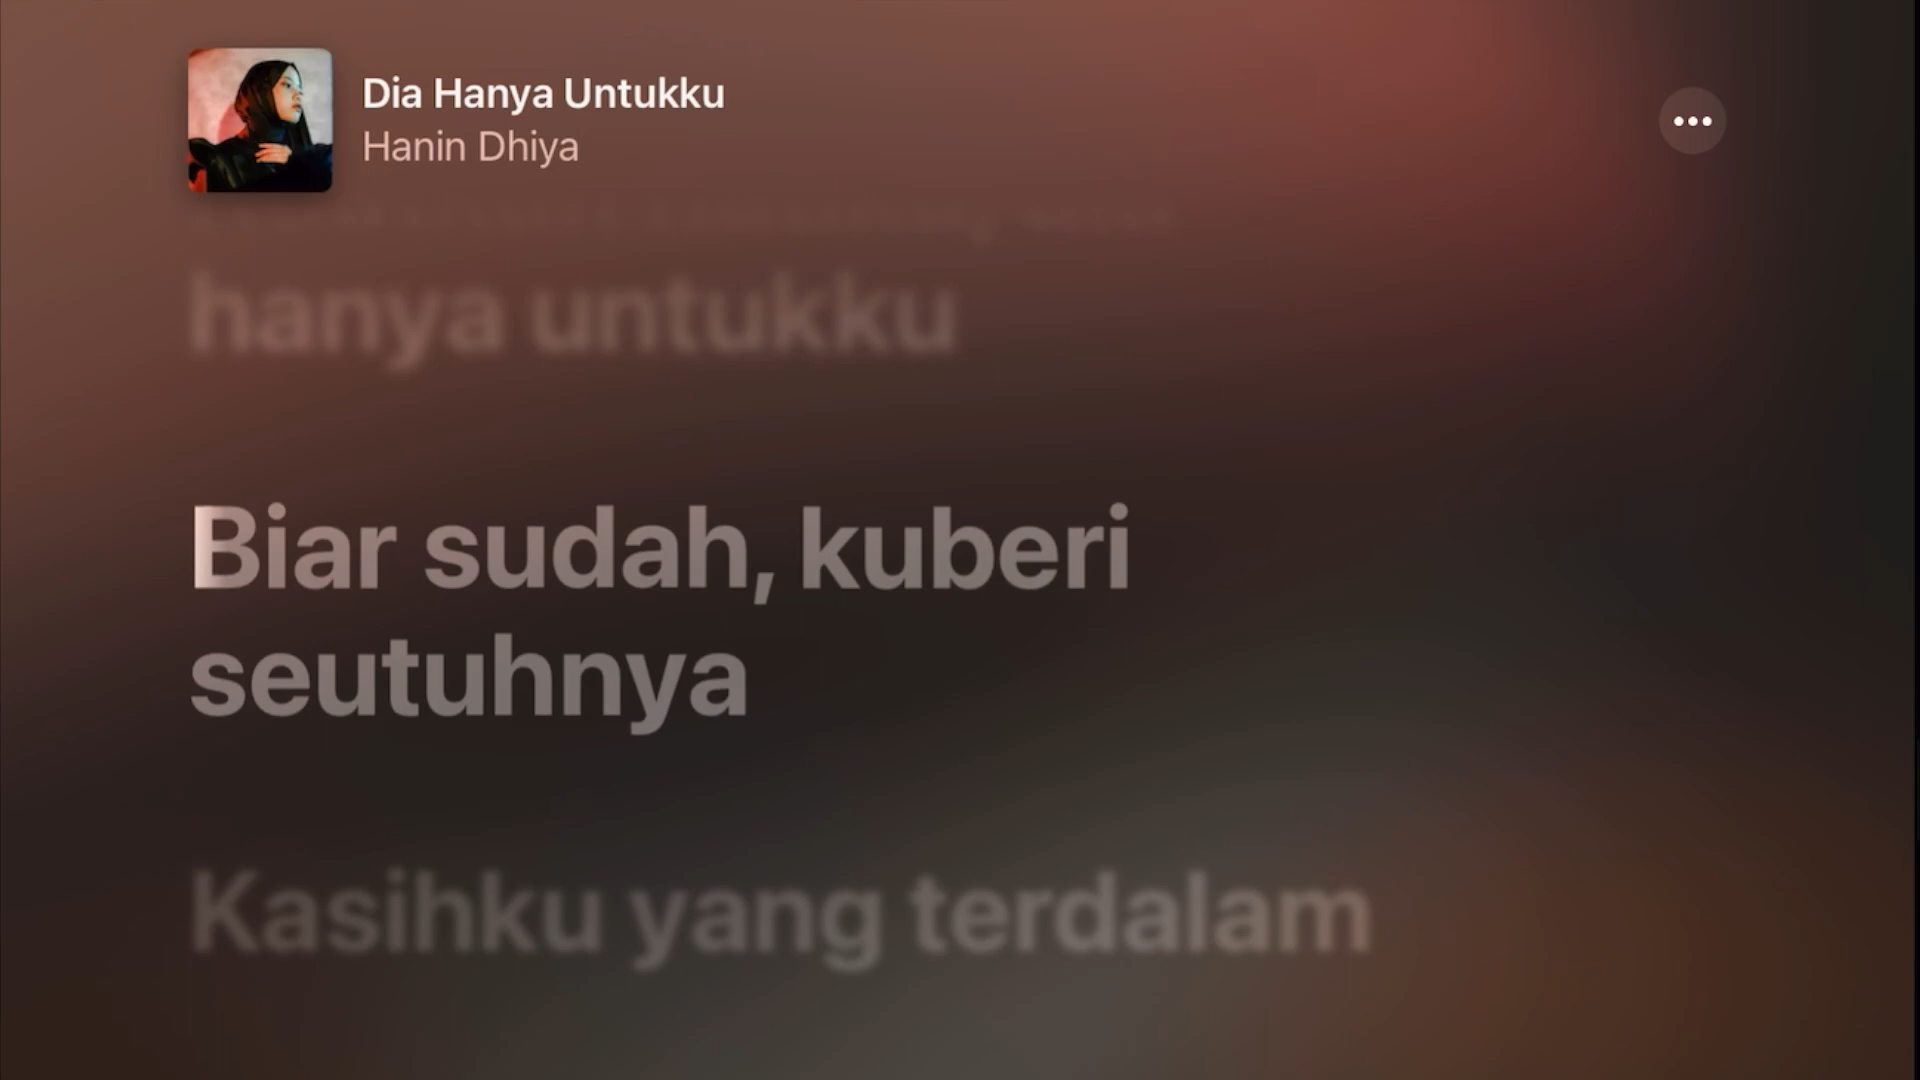 Dia Hanya Untukku
Hanin Dhiya
hanya untukku
Biar sudah, kuberi
seutuhnya
Kasihku yang terdalam